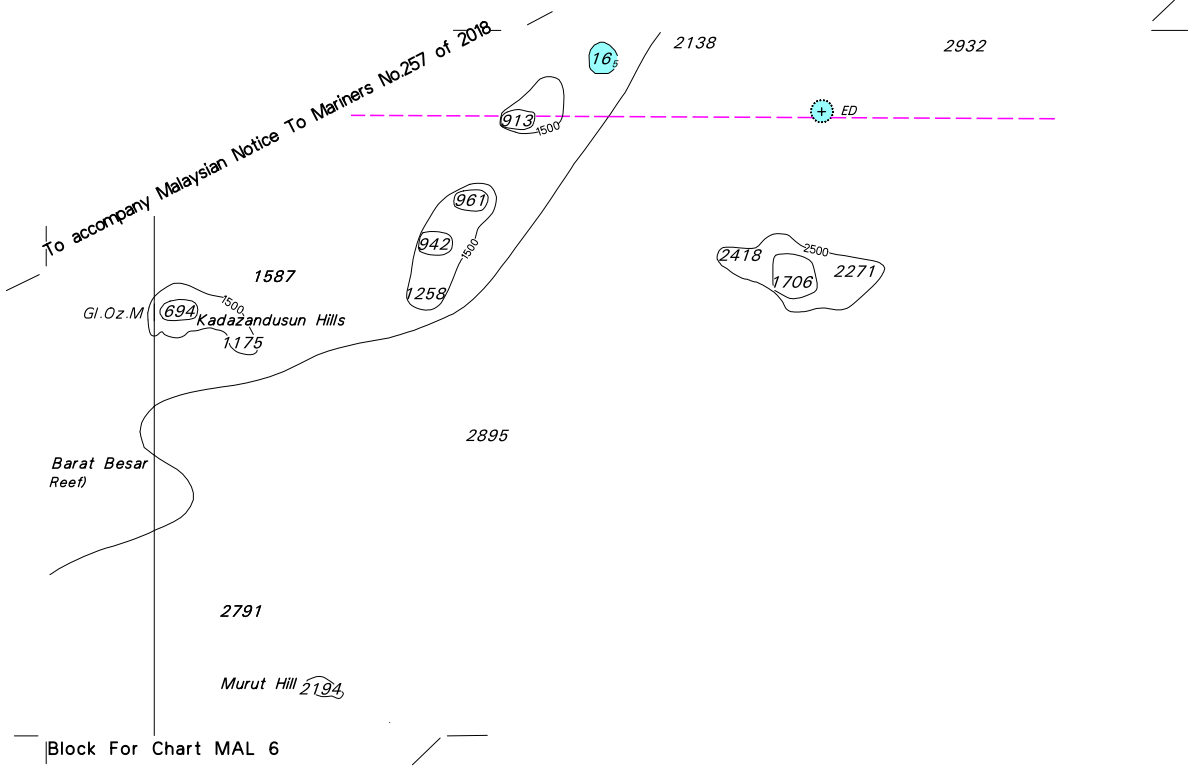 To accompany Malaysian Notice To Mariners No.257 of 2018
2138
2932
16₅
ED
913
1500
961
942
1500
1258
2418
2500
2271
1706
1587
Gl.Oz.M
694
1500
Kadazandusun Hills
1175
2895
Barat Besar
Reef)
2791
Murut Hill
2194
Block For Chart MAL 6